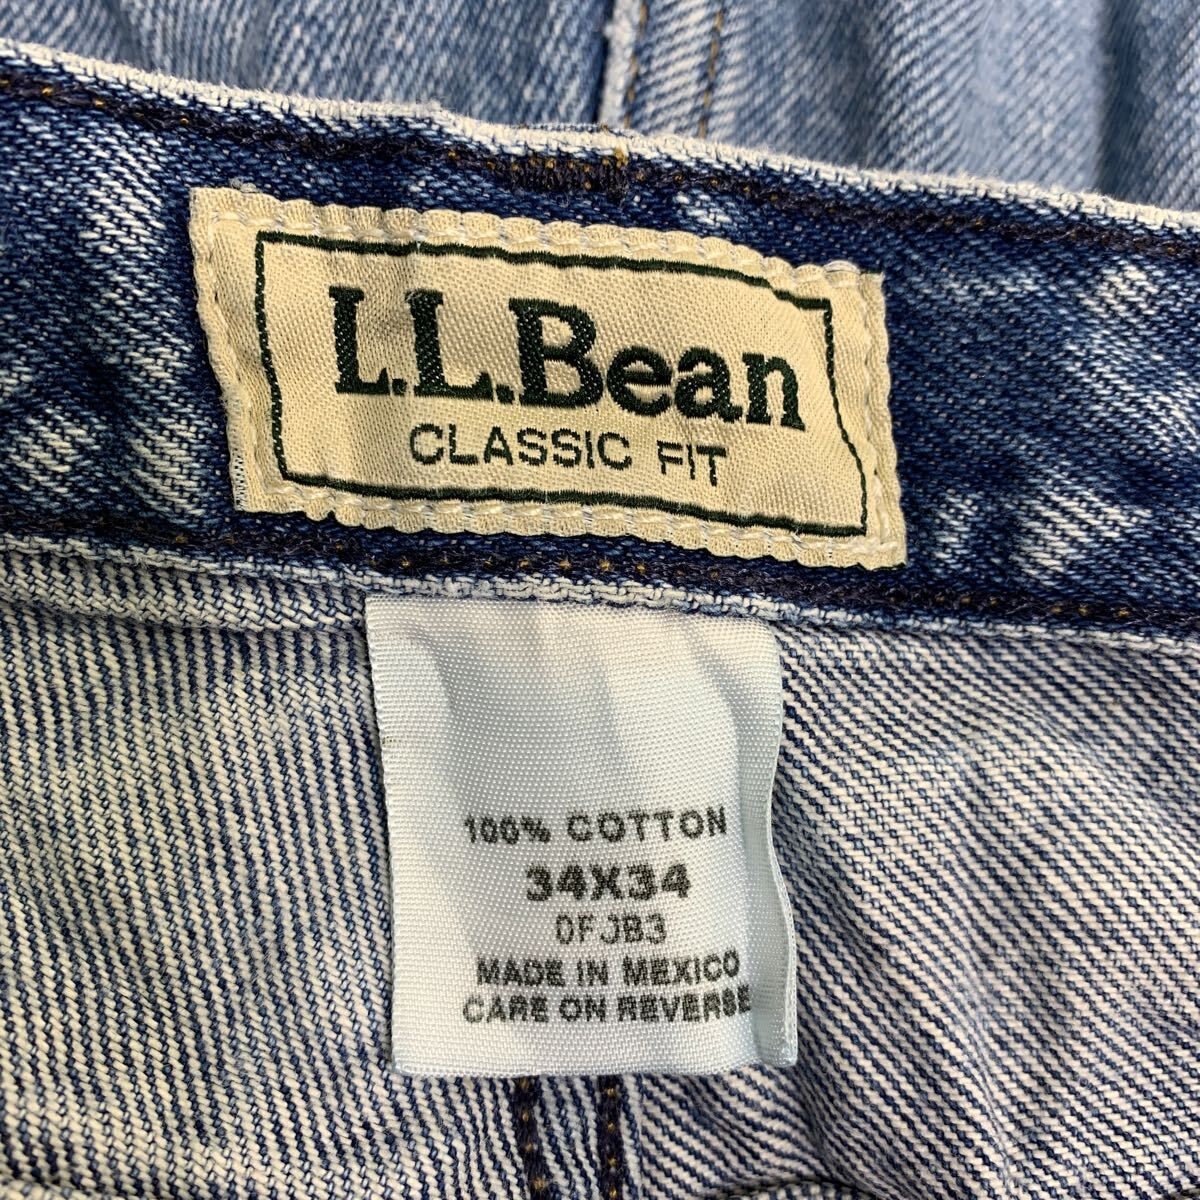 L.L.Bean
CLASSIC FIT
100% COTTON
34X34
0FJB3
MADE IN MEXICO
CARE ON REVERSE